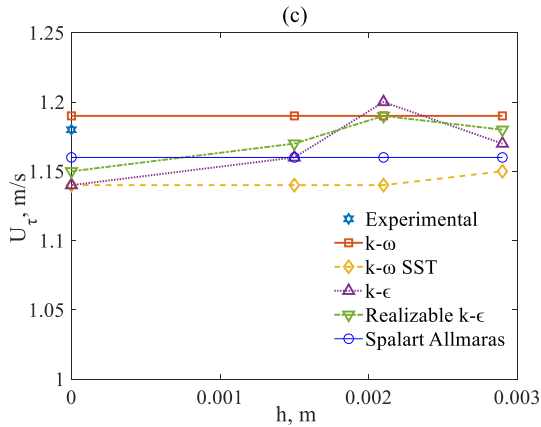 (c)
1.25
1.2
1.15
1.1
1.05
1
U_τ, m/s
0
0.001
0.002
0.003
h, m
Experimental
k-ω
k-ω SST
k-ϵ
Realizable k-ϵ
Spalart Allmaras